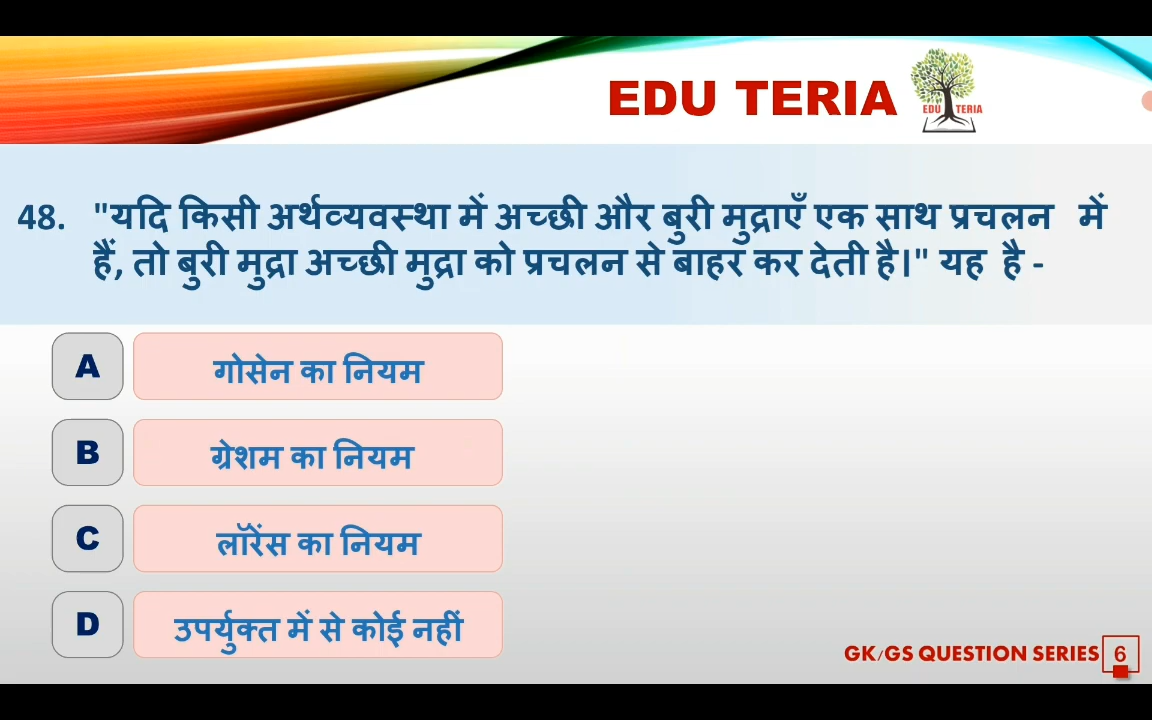 EDU TERIA
EDU TERIA
48. "यदि किसी अर्थव्यवस्था में अच्छी और बुरी मुद्राएँ एक साथ प्रचलन में
हैं, तो बुरी मुद्रा अच्छी मुद्रा को प्रचलन से बाहर कर देती है।" यह है -
A गोसेन का नियम
B ग्रेशम का नियम
C लॉरेंस का नियम
D उपर्युक्त में से कोई नहीं
GK/GS QUESTION SERIES 6